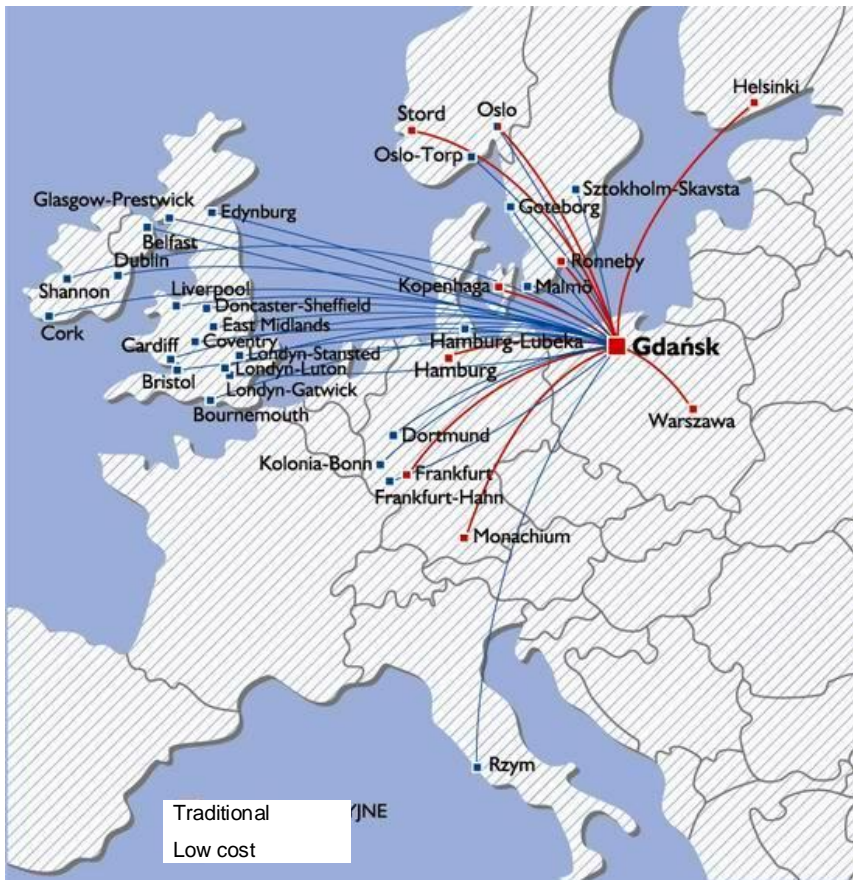 Helsinki
Stord
Oslo
Oslo-Torp
Sztokholm-Skavsta
Glasgow-Prestwick
Edynburg
Goteborg
Belfast
Dublin
Ronneby
Shannon
Liverpool
Kopenhaga
Malmö
Doncaster-Sheffield
Cork
East Midlands
Cardiff
Coventry
Hamburg-Lubeka
Gdańsk
Londyn-Stansted
Londyn-Luton
Hamburg
Bristol
Londyn-Gatwick
Bournemouth
Warszawa
Dortmund
Kolonia-Bonn
Frankfurt
Frankfurt-Hahn
Monachium
Rzym
Traditional
YJNE
Low cost